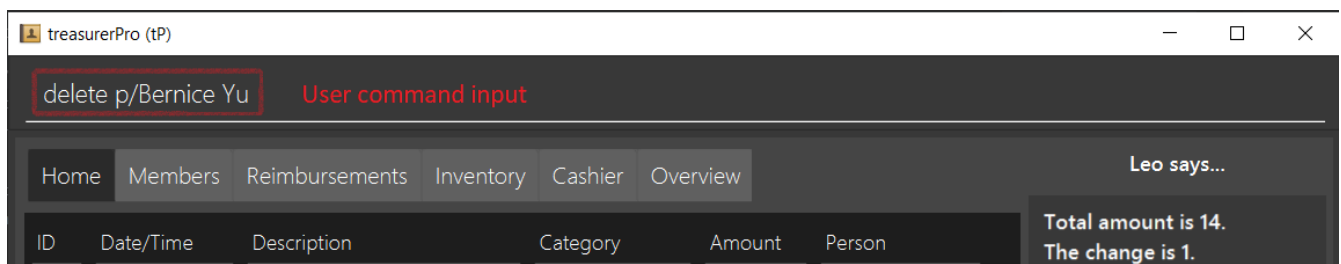 treasurerPro (tP)
delete p/Bernice Yu User command input
Home Members Reimbursements Inventory Cashier Overview
Leo says...
ID Date/Time Description Category Amount Person
Total amount is 14.
The change is 1.